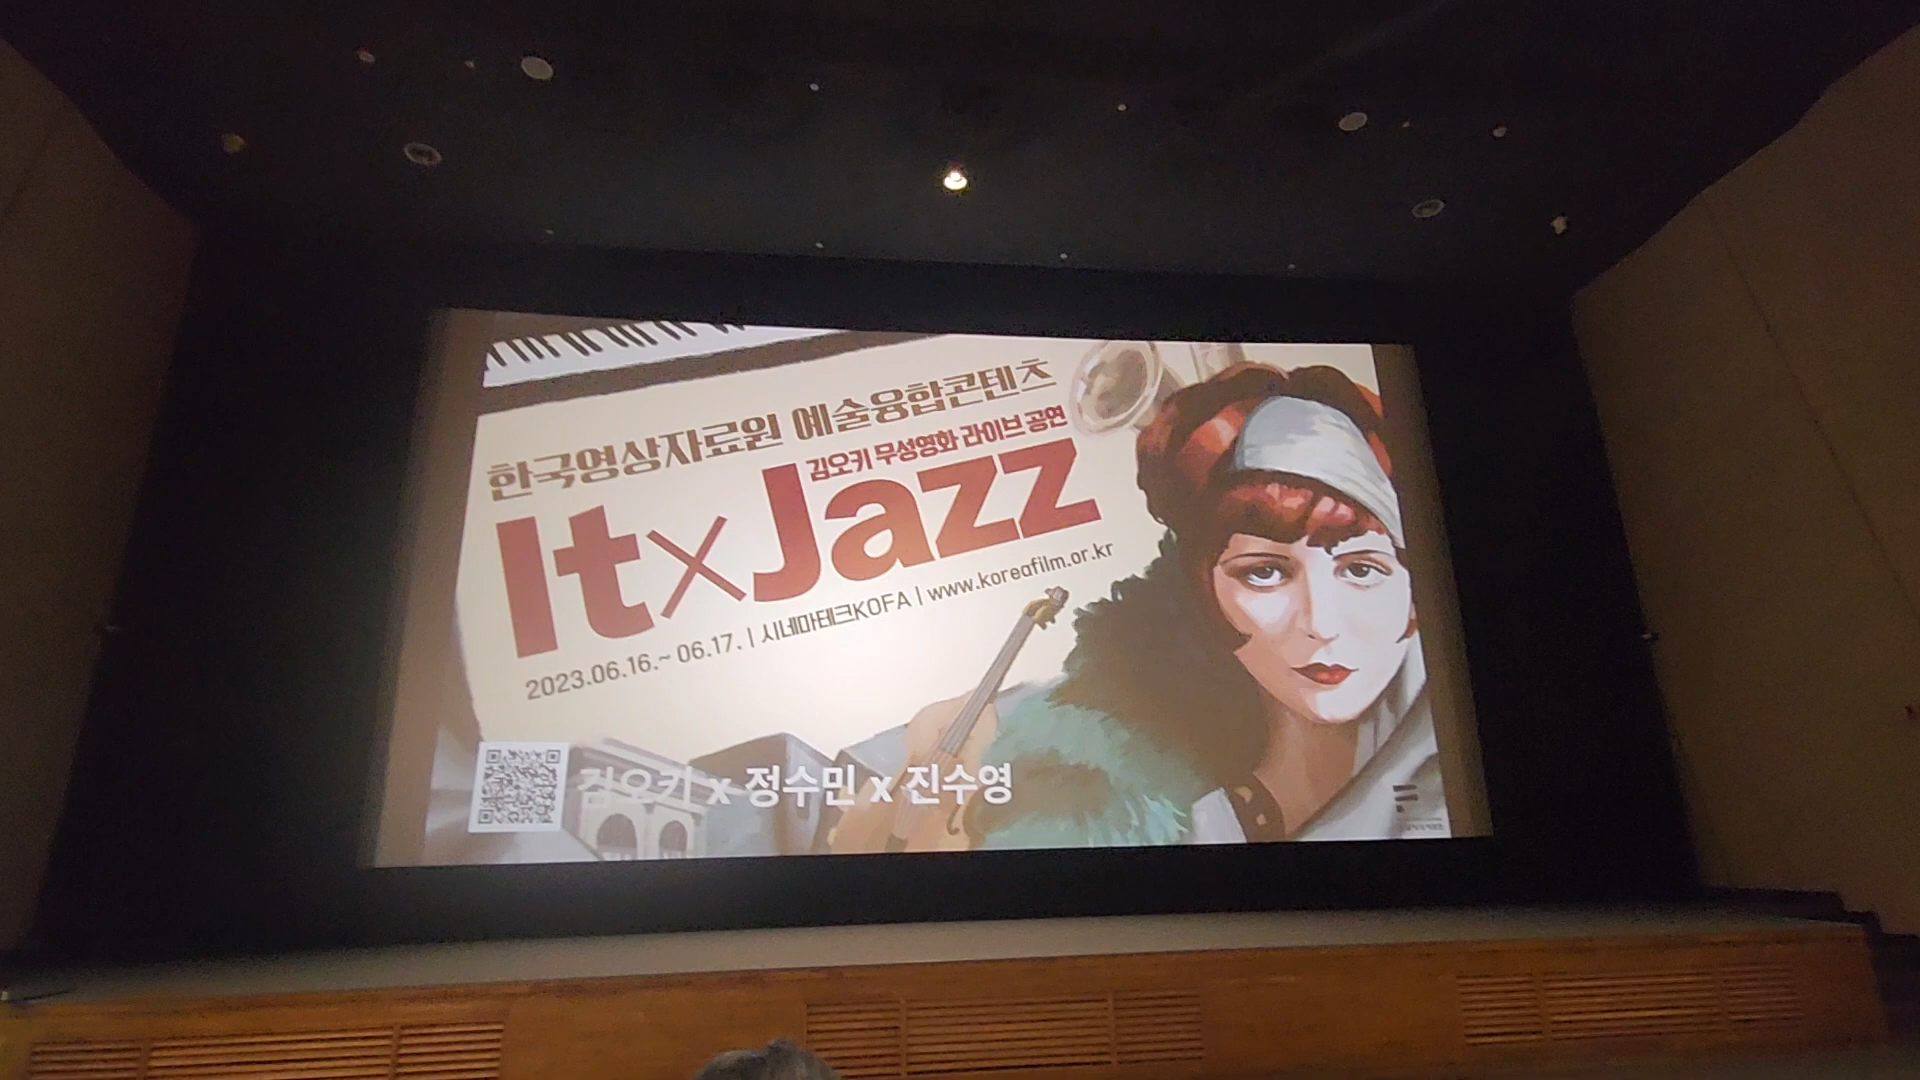 한국영상자료원 예술융합콘텐츠
김오키 무성영화 라이브 공연
It×Jazz
2023.06.16.~ 06.17. | 시네마테크KOFA | www.koreafilm.or.kr
김오키 x 정수민 x 진수영